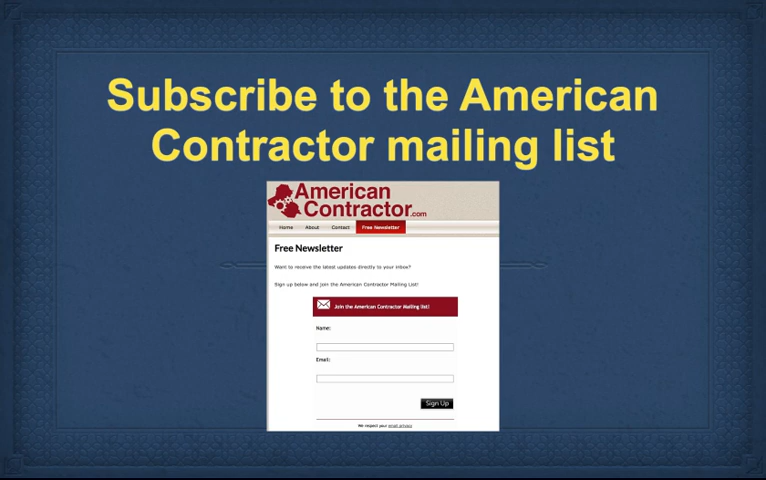 Subscribe to the American
Contractor mailing list
American
Contractor.com
Home About Contact Free Newsletter
Free Newsletter
Want to receive the latest updates directly to your inbox?
Sign up below and join the American Contractor Mailing List!
Join the American Contractor Mailing list!
Name:
Email:
Sign Up
We respect your email privacy